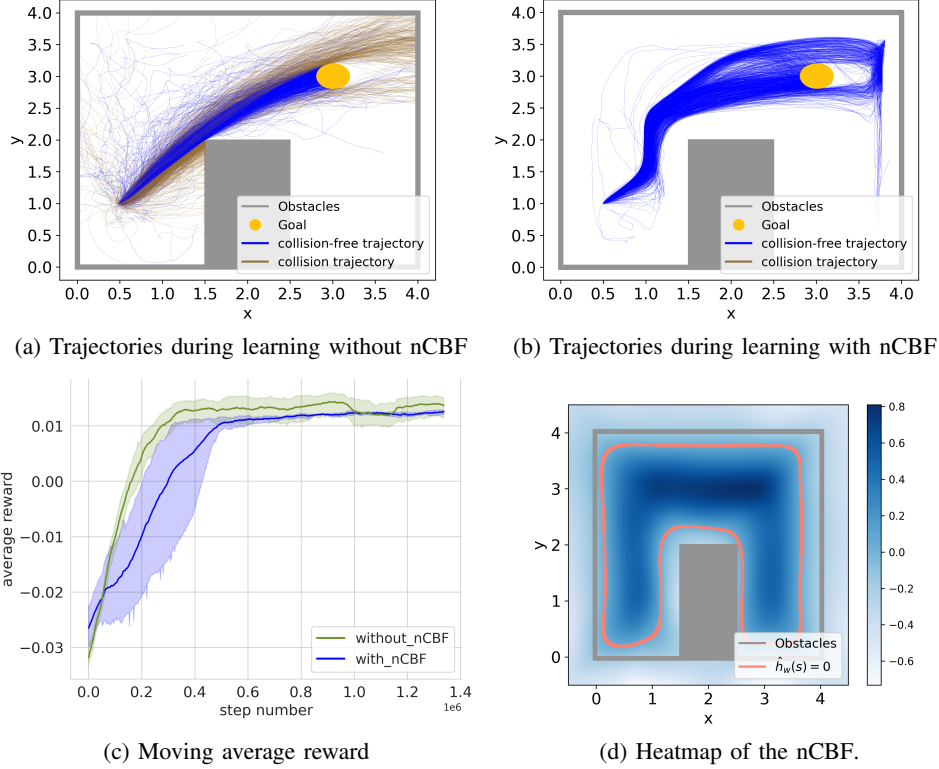 4.0
3.5
3.0
2.5
2.0
1.5
1.0
0.5
0.0
y
Obstacles
Goal
collision-free trajectory
collision trajectory
0.0 0.5 1.0 1.5 2.0 2.5 3.0 3.5 4.0
x
(a) Trajectories during learning without nCBF
4.0
3.5
3.0
2.5
2.0
1.5
1.0
0.5
0.0
y
Obstacles
Goal
collision-free trajectory
collision trajectory
0.0 0.5 1.0 1.5 2.0 2.5 3.0 3.5 4.0
x
(b) Trajectories during learning with nCBF
0.01
0.00
−0.01
−0.02
−0.03
average reward
without_nCBF
with_nCBF
0.0 0.2 0.4 0.6 0.8 1.0 1.2 1.4
step number
1e6
(c) Moving average reward
4
3
2
1
0
y
Obstacles
ĥ_w(s) = 0
0 1 2 3 4
x
0.8
0.6
0.4
0.2
0.0
−0.2
−0.4
−0.6
(d) Heatmap of the nCBF.